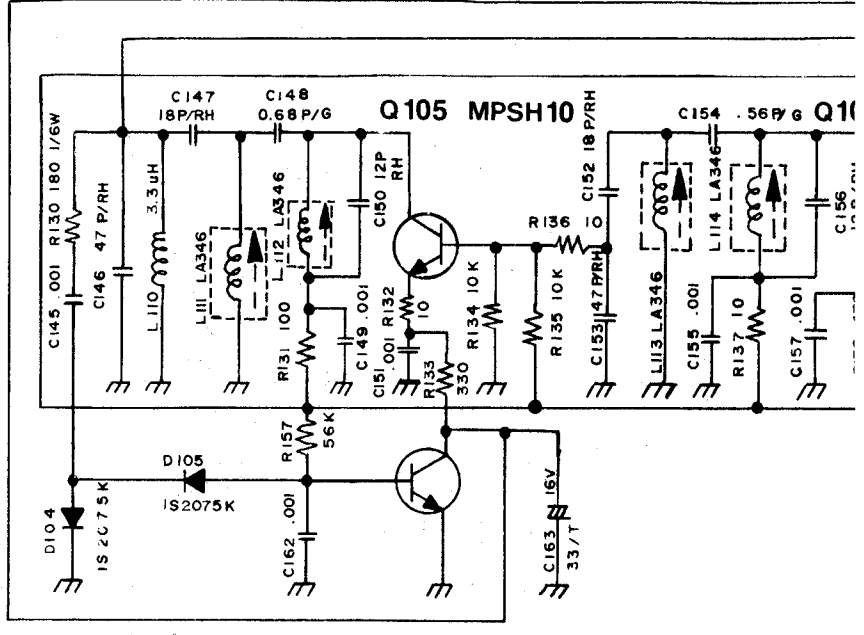 C147
18P/RH
C148
0.68P/G
Q105 MPSH10
C154 .56P/G
C152 18P/RH
R130 180 1/6W
C145 .001
C146 47P/RH
L110 3.3uH
L111 LA346
L112 LA346
C150 12P
RH
R136 10
L113 LA346
L114 LA346
C156
R131 100
C149 .001
R132
10
C151
.001
R133
330
R134 10K
R135 10K
C153 47P/RH
C155 .001
R137 10
C157 .001
R157
56K
D105
1S2075K
D104
1S2075K
C162 .001
16V
C163
33/T